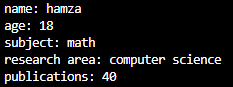 name: hamza
age: 18
subject: math
research area: computer science
publications: 40